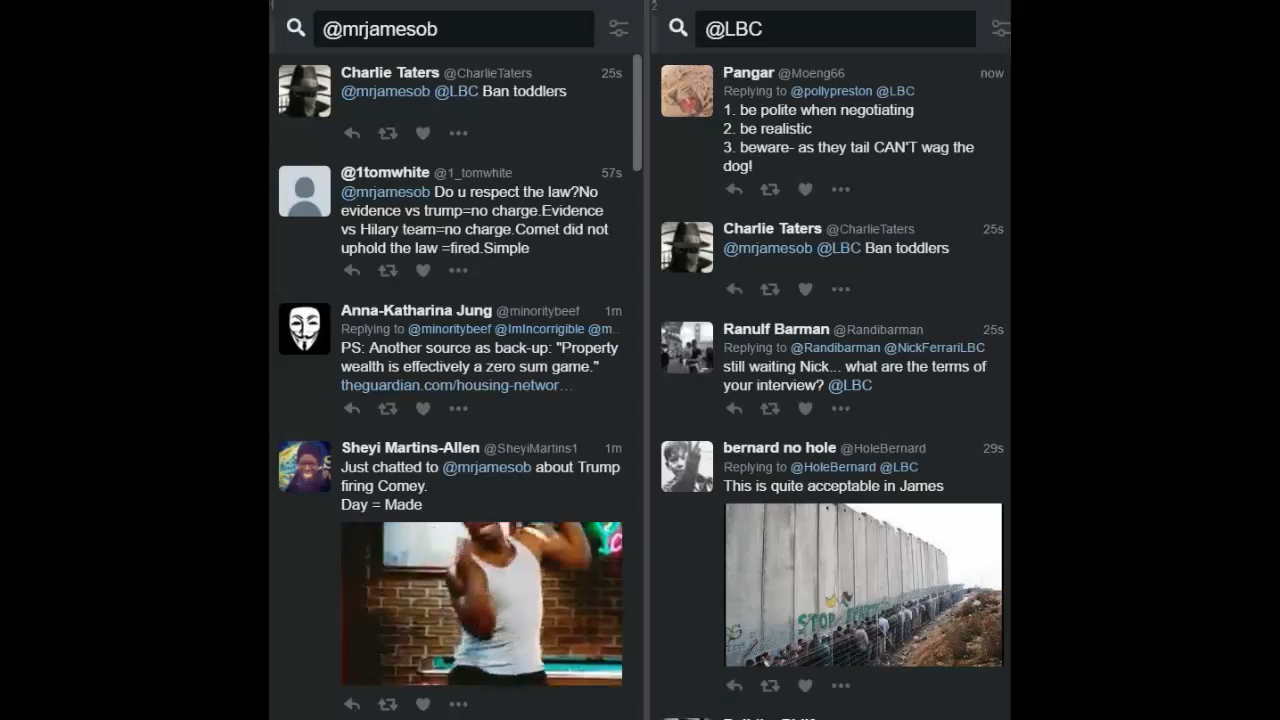 1
@mrjamesob
Charlie Taters @CharlieTaters 25s
@mrjamesob @LBC Ban toddlers
@1tomwhite @1_tomwhite 57s
@mrjamesob Do u respect the law?No
evidence vs trump=no charge.Evidence
vs Hilary team=no charge.Comet did not
uphold the law =fired.Simple
Anna-Katharina Jung @minoritybeef 1m
Replying to @minoritybeef @ImIncorrigible @m..
PS: Another source as back-up: "Property
wealth is effectively a zero sum game."
theguardian.com/housing-networ…
Sheyi Martins-Allen @SheyiMartins1 1m
Just chatted to @mrjamesob about Trump
firing Comey.
Day = Made
2
@LBC
Pangar @Moeng66 now
Replying to @pollypreston @LBC
1. be polite when negotiating
2. be realistic
3. beware- as they tail CAN'T wag the
dog!
Charlie Taters @CharlieTaters 25s
@mrjamesob @LBC Ban toddlers
Ranulf Barman @Randibarman 25s
Replying to @Randibarman @NickFerrariLBC
still waiting Nick... what are the terms of
your interview? @LBC
bernard no hole @HoleBernard 29s
Replying to @HoleBernard @LBC
This is quite acceptable in James
STOP